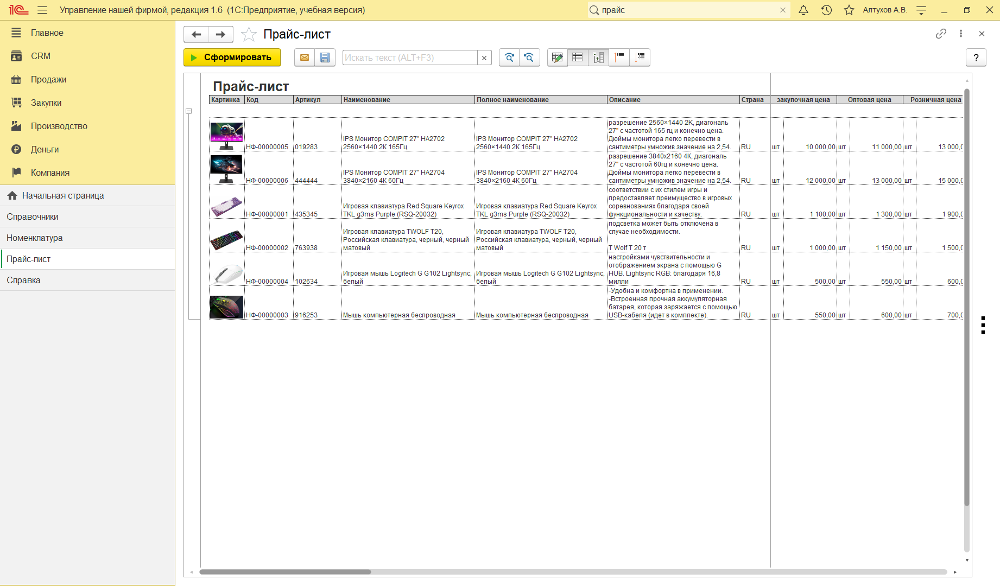 1С Управление нашей фирмой, редакция 1.6 (1С:Предприятие, учебная версия) прайс Алтухов А.В.
Главное
CRM
Продажи
Закупки
Производство
Деньги
Компания
Начальная страница
Справочники
Номенклатура
Прайс-лист
Справка
Прайс-лист
Сформировать Искать текст (ALT+F3) ?
Прайс-лист
Картинка Код Артикул Наименование Полное наименование Описание Страна закупочная цена Оптовая цена Розничная цена
разрешение 2560×1440 2К, диагональ
27" с частотой 165 гц и конечно цена.
IPS Монитор COMPIT 27" HA2702 IPS Монитор COMPIT 27" HA2702 Дюймы монитора легко перевести в
НФ-00000005 019283 2560×1440 2К 165Гц 2560×1440 2К 165Гц сантиметры умножив значение на 2,54. RU шт 10 000,00 шт 11 000,00 шт 13 000,0
разрешение 3840х2160 4К, диагональ
27" с частотой 60гц и конечно цена.
IPS Монитор COMPIT 27" HA2704 IPS Монитор COMPIT 27" HA2704 Дюймы монитора легко перевести в
НФ-00000006 444444 3840×2160 4К 60Гц 3840×2160 4К 60Гц сантиметры умножив значение на 2,54. RU шт 12 000,00 шт 13 000,00 шт 15 000,0
соответствии с их стилем игры и
предоставляет преимущество в игровых
Игровая клавиатура Red Square Keyrox Игровая клавиатура Red Square Keyrox соревнованиях благодаря своей
НФ-00000001 435345 TKL g3ms Purple (RSQ-20032) TKL g3ms Purple (RSQ-20032) функциональности и качеству. RU шт 1 100,00 шт 1 300,00 шт 1 900,0
подсветка может быть отключена в
Игровая клавиатура TWOLF T20, Игровая клавиатура TWOLF T20, случае необходимости.
Российская клавиатура, черный, черный Российская клавиатура, черный, черный
НФ-00000002 763938 матовый матовый T Wolf T 20 т RU шт 1 000,00 шт 1 150,00 шт 1 500,0
настройками чувствительности и
отображением экрана с помощью G
Игровая мышь Logitech G G102 Lightsync, Игровая мышь Logitech G G102 Lightsync, HUB. Lightsync RGB: благодаря 16,8
НФ-00000004 102634 белый белый милли RU шт 500,00 шт 550,00 шт 600,0
-Удобна и комфортна в применении.
-Встроенная прочная аккумуляторная
батарея, которая заряжается с помощью
НФ-00000003 916253 Мышь компьютерная беспроводная Мышь компьютерная беспроводная USB-кабеля (идет в комплекте). RU шт 550,00 шт 600,00 шт 700,0